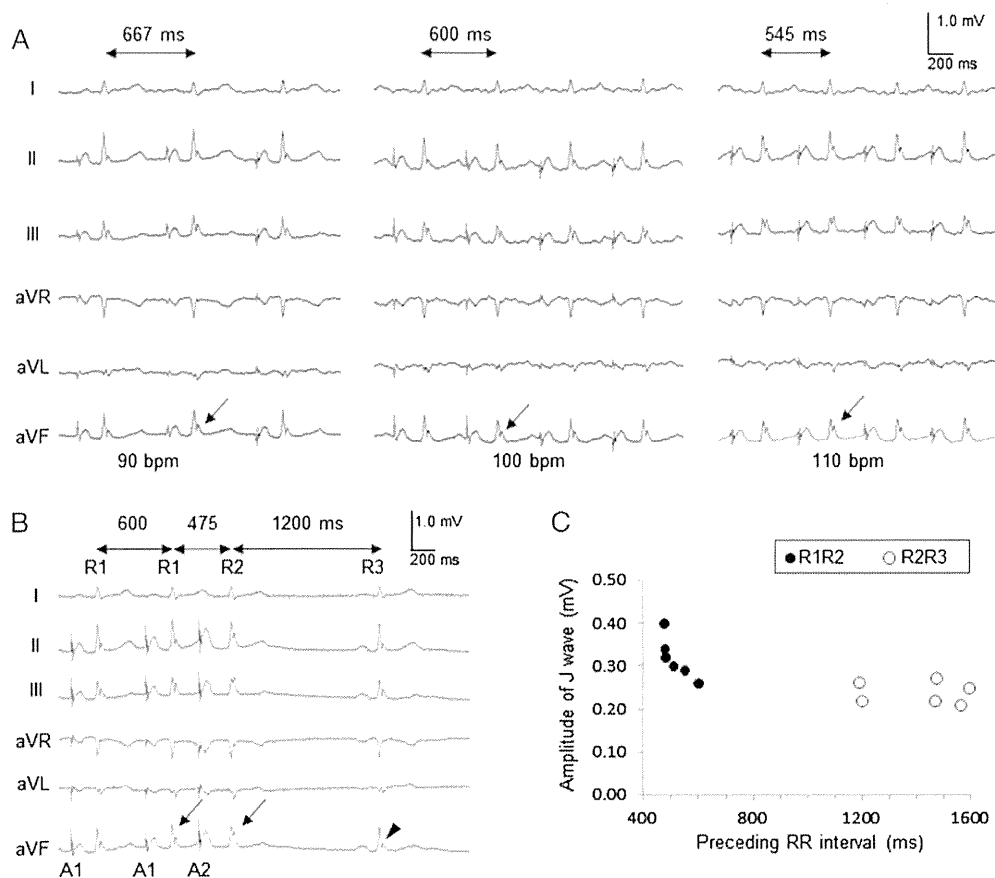 A
667 ms
600 ms
545 ms
1.0 mV
200 ms
I
II
III
aVR
aVL
aVF
90 bpm
100 bpm
110 bpm
B
600
475
1200 ms
1.0 mV
200 ms
R1
R1
R2
R3
I
II
III
aVR
aVL
aVF
A1
A1
A2
C
R1R2
R2R3
Amplitude of J wave (mV)
0.50
0.40
0.30
0.20
0.10
0.00
400
800
1200
1600
Preceding RR interval (ms)